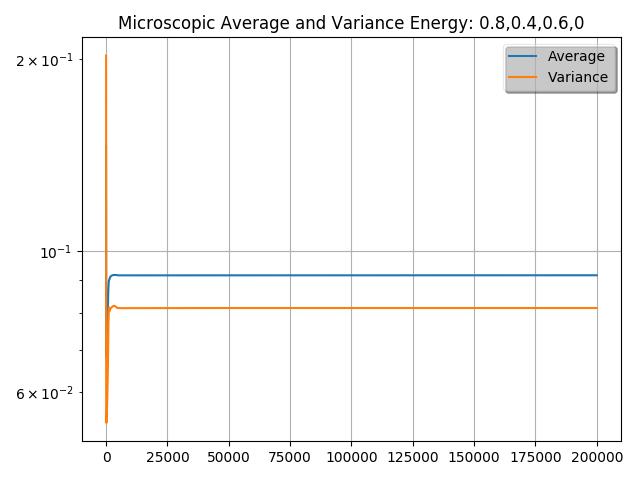 Microscopic Average and Variance Energy: 0.8,0.4,0.6,0
Average
Variance
2 × 10⁻¹
10⁻¹
6 × 10⁻²
0 25000 50000 75000 100000 125000 150000 175000 200000